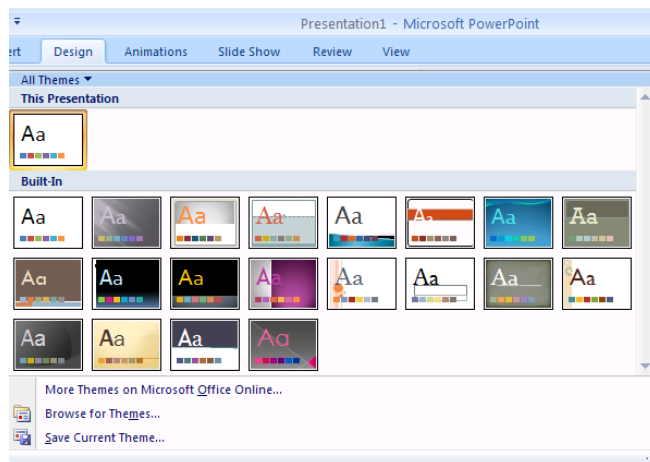 Presentation1 - Microsoft PowerPoint
ert Design Animations Slide Show Review View
All Themes
This Presentation
Aa
Built-In
Aa Aa Aa Aa Aa Aa Aa Aa
Aa Aa Aa Aa Aa Aa Aa Aa
Aa Aa Aa Aa
More Themes on Microsoft Office Online...
Browse for Themes...
Save Current Theme...